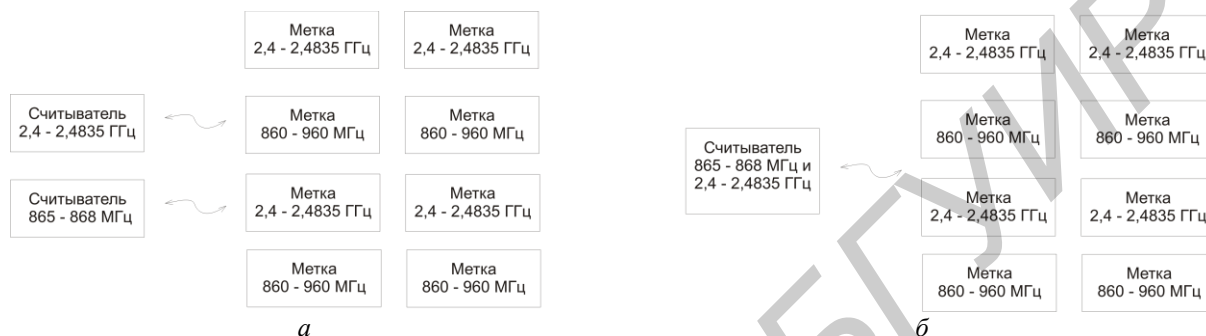 Метка
2,4 - 2,4835 ГГц
Метка
2,4 - 2,4835 ГГц
Считыватель
2,4 - 2,4835 ГГц
Метка
860 - 960 МГц
Метка
860 - 960 МГц
Считыватель
865 - 868 МГц
Метка
2,4 - 2,4835 ГГц
Метка
2,4 - 2,4835 ГГц
Метка
860 - 960 МГц
Метка
860 - 960 МГц
а
Метка
2,4 - 2,4835 ГГц
Метка
2,4 - 2,4835 ГГц
Метка
860 - 960 МГц
Метка
860 - 960 МГц
Считыватель
865 - 868 МГц и
2,4 - 2,4835 ГГц
Метка
2,4 - 2,4835 ГГц
Метка
2,4 - 2,4835 ГГц
Метка
860 - 960 МГц
Метка
860 - 960 МГц
б
БГУИР